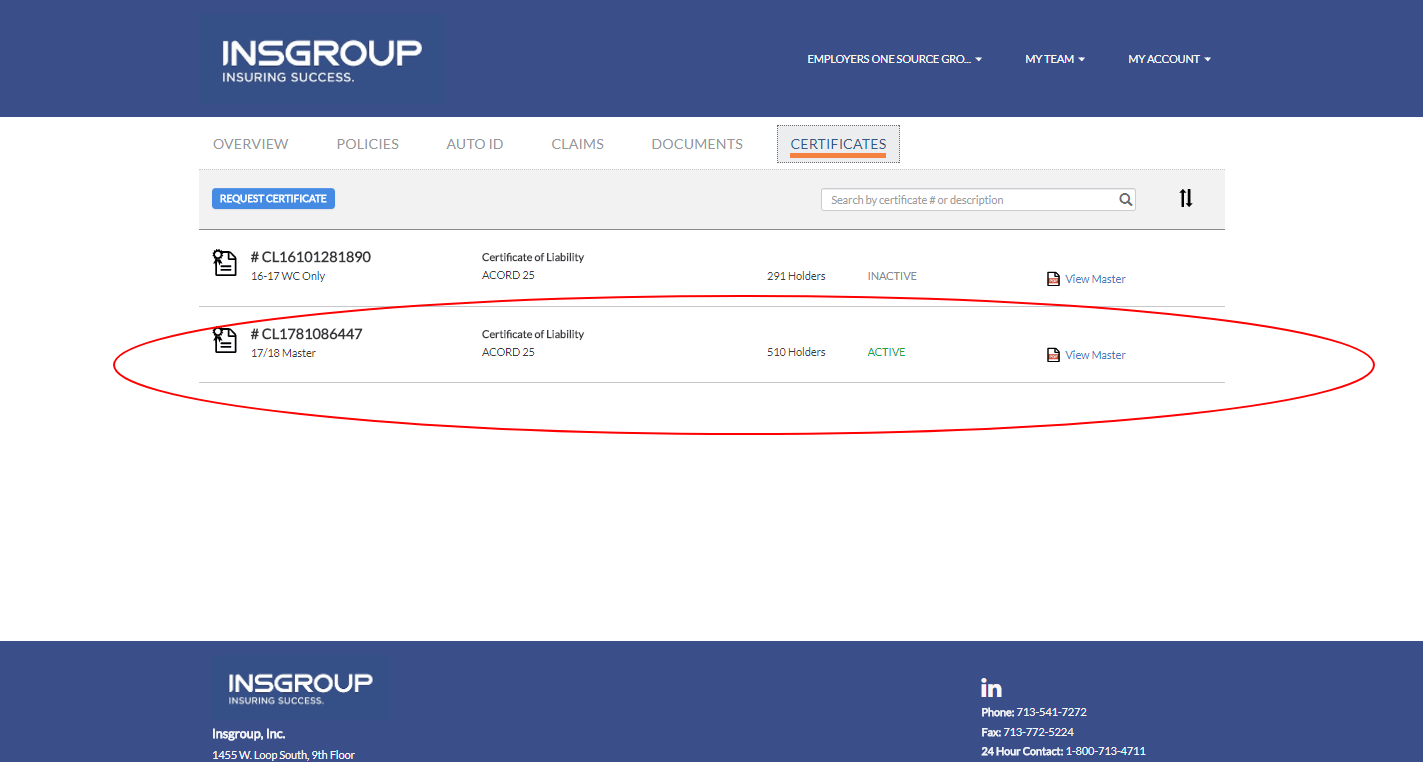 INSGROUP
INSURING SUCCESS.
EMPLOYERS ONE SOURCE GRO... MY TEAM MY ACCOUNT
OVERVIEW POLICIES AUTO ID CLAIMS DOCUMENTS CERTIFICATES
REQUEST CERTIFICATE Search by certificate # or description
# CL16101281890 Certificate of Liability
16-17 WC Only ACORD 25 291 Holders INACTIVE PDF View Master
# CL1781086447 Certificate of Liability
17/18 Master ACORD 25 510 Holders ACTIVE PDF View Master
INSGROUP
INSURING SUCCESS.
Insgroup, Inc.
1455 W. Loop South, 9th Floor
in
Phone: 713-541-7272
Fax: 713-772-5224
24 Hour Contact: 1-800-713-4711